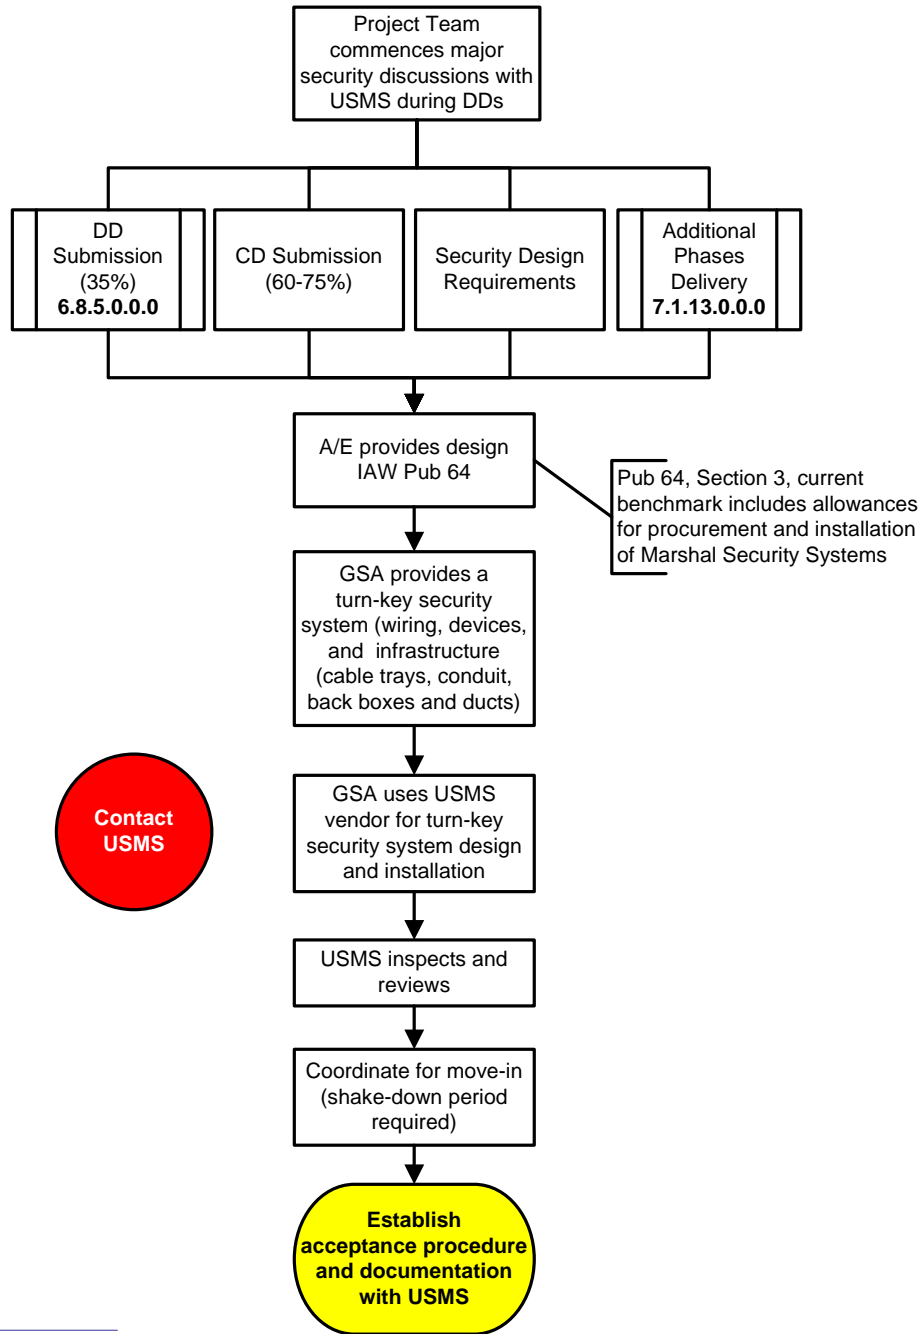 Project Team
commences major
security discussions with
USMS during DDs
DD
Submission
(35%)
6.8.5.0.0.0
CD Submission
(60-75%)
Security Design
Requirements
Additional
Phases
Delivery
7.1.13.0.0.0
A/E provides design
IAW Pub 64
Pub 64, Section 3, current
benchmark includes allowances
for procurement and installation
of Marshal Security Systems
GSA provides a
turn-key security
system (wiring, devices,
and infrastructure
(cable trays, conduit,
back boxes and ducts)
Contact
USMS
GSA uses USMS
vendor for turn-key
security system design
and installation
USMS inspects and
reviews
Coordinate for move-in
(shake-down period
required)
Establish
acceptance procedure
and documentation
with USMS